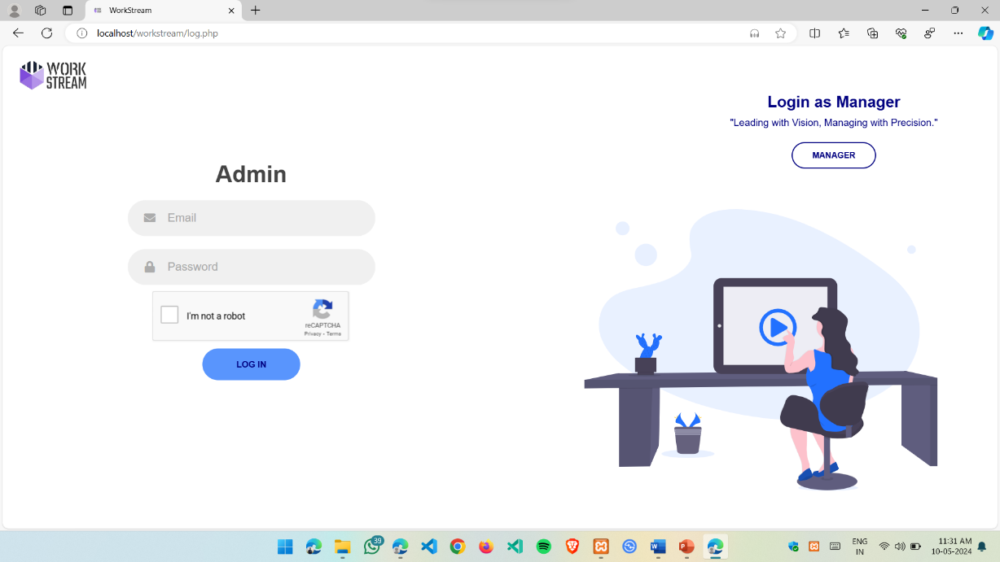 WorkStream
localhost/workstream/log.php
WORK
STREAM
Login as Manager
"Leading with Vision, Managing with Precision."
MANAGER
Admin
Email
Password
I'm not a robot
reCAPTCHA
Privacy - Terms
LOG IN
39
ENG
IN
11:31 AM
10-05-2024